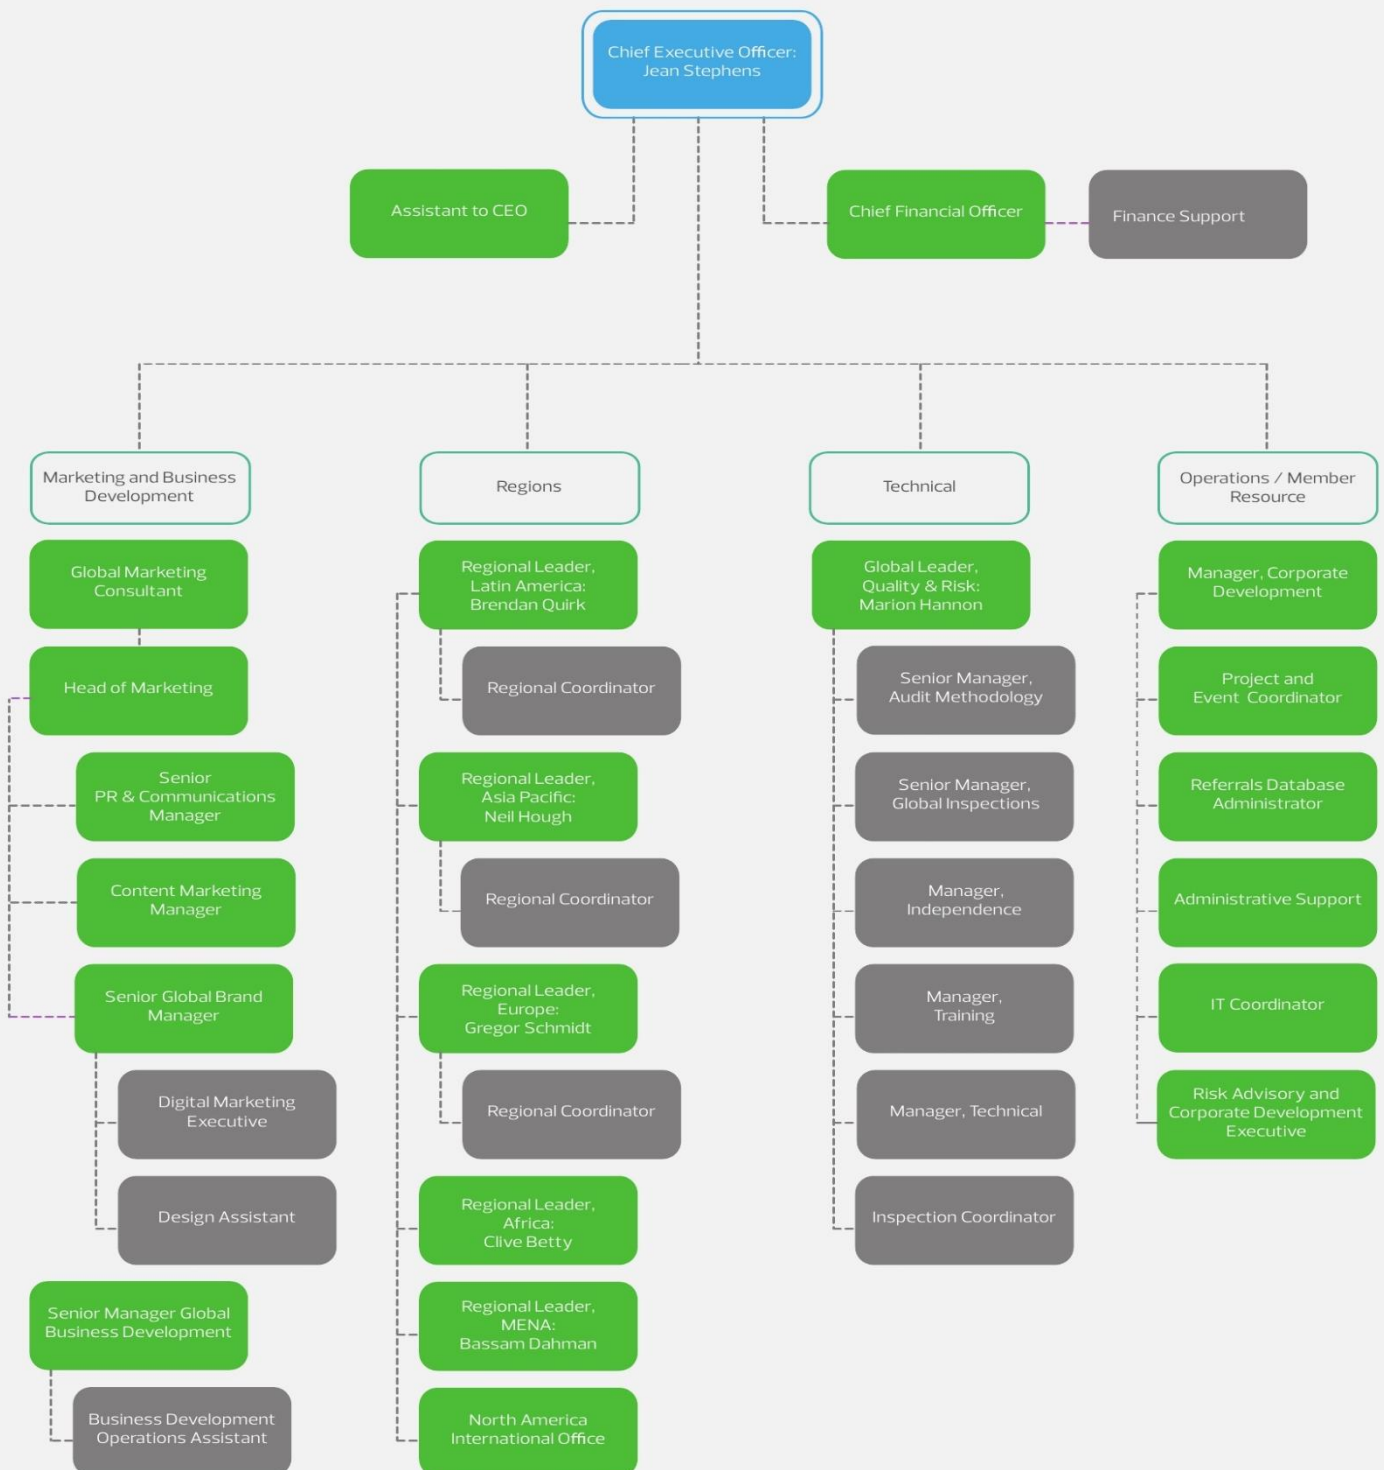 Chief Executive Officer:
Jean Stephens
Assistant to CEO
Chief Financial Officer
Finance Support
Marketing and Business
Development
Global Marketing
Consultant
Head of Marketing
Senior
PR & Communications
Manager
Content Marketing
Manager
Senior Global Brand
Manager
Digital Marketing
Executive
Design Assistant
Senior Manager Global
Business Development
Business Development
Operations Assistant
Regions
Regional Leader,
Latin America:
Brendan Quirk
Regional Coordinator
Regional Leader,
Asia Pacific:
Neil Hough
Regional Coordinator
Regional Leader,
Europe:
Gregor Schmidt
Regional Coordinator
Regional Leader,
Africa:
Clive Betty
Regional Leader,
MENA:
Bassam Dahman
North America
International Office
Technical
Global Leader,
Quality & Risk:
Marion Hannon
Senior Manager,
Audit Methodology
Senior Manager,
Global Inspections
Manager,
Independence
Manager,
Training
Manager, Technical
Inspection Coordinator
Operations / Member
Resource
Manager, Corporate
Development
Project and
Event Coordinator
Referrals Database
Administrator
Administrative Support
IT Coordinator
Risk Advisory and
Corporate Development
Executive